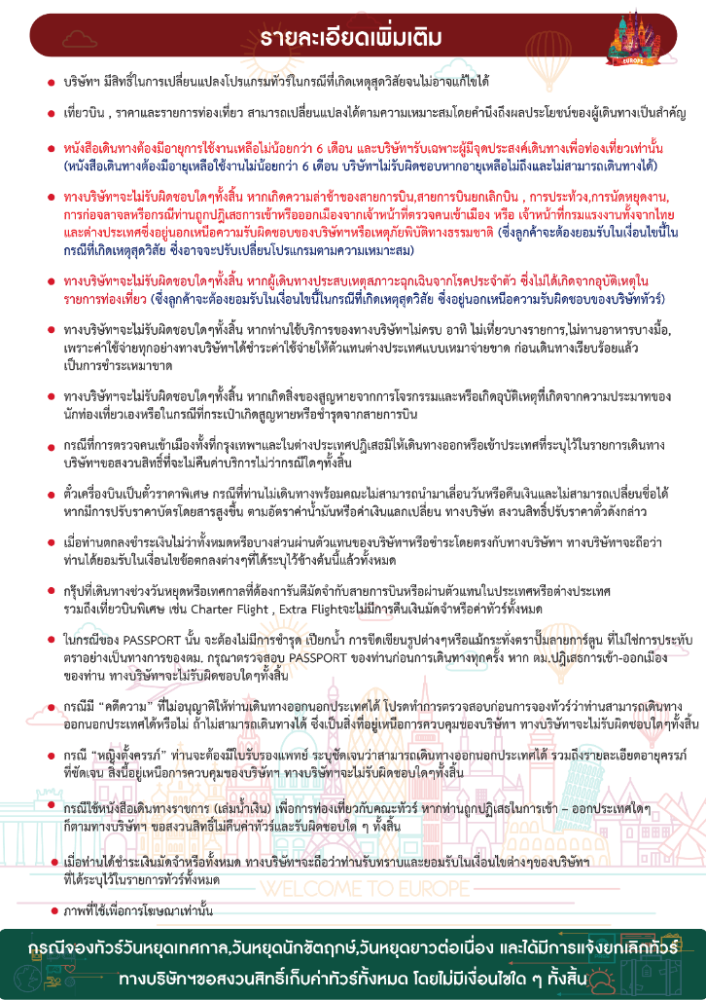 รายละเอียดเพิ่มเติม
EUROPE
บริษัทฯ มีสิทธิ์ในการเปลี่ยนแปลงโปรแกรมทัวร์ในกรณีที่เกิดเหตุสุดวิสัยจนไม่อาจแก้ไขได้
เที่ยวบิน , ราคาและรายการท่องเที่ยว สามารถเปลี่ยนแปลงได้ตามความเหมาะสมโดยคำนึงถึงผลประโยชน์ของผู้เดินทางเป็นสำคัญ
หนังสือเดินทางต้องมีอายุการใช้งานเหลือไม่น้อยกว่า 6 เดือน และบริษัทฯรับเฉพาะผู้มีจุดประสงค์เดินทางเพื่อท่องเที่ยวเท่านั้น
(หนังสือเดินทางต้องมีอายุเหลือใช้งานไม่น้อยกว่า 6 เดือน บริษัทฯไม่รับผิดชอบหากอายุเหลือไม่ถึงและไม่สามารถเดินทางได้)
ทางบริษัทฯจะไม่รับผิดชอบใดๆทั้งสิ้น หากเกิดความล่าช้าของสายการบิน,สายการบินยกเลิกบิน , การประท้วง,การนัดหยุดงาน,
การก่อจลาจลหรือกรณีท่านถูกปฏิเสธการเข้าหรือออกเมืองจากเจ้าหน้าที่ตรวจคนเข้าเมือง หรือ เจ้าหน้าที่กรมแรงงานทั้งจากไทย
และต่างประเทศซึ่งอยู่นอกเหนือความรับผิดชอบของบริษัทฯหรือเหตุภัยพิบัติทางธรรมชาติ (ซึ่งลูกค้าจะต้องยอมรับในเงื่อนไขนี้ใน
กรณีที่เกิดเหตุสุดวิสัย ซึ่งอาจจะปรับเปลี่ยนโปรแกรมตามความเหมาะสม)
ทางบริษัทฯจะไม่รับผิดชอบใดๆทั้งสิ้น หากผู้เดินทางประสบเหตุสภาวะฉุกเฉินจากโรคประจำตัว ซึ่งไม่ได้เกิดจากอุบัติเหตุใน
รายการท่องเที่ยว (ซึ่งลูกค้าจะต้องยอมรับในเงื่อนไขนี้ในกรณีที่เกิดเหตุสุดวิสัย ซึ่งอยู่นอกเหนือความรับผิดชอบของบริษัททัวร์)
ทางบริษัทฯจะไม่รับผิดชอบใดๆทั้งสิ้น หากท่านใช้บริการของทางบริษัทฯไม่ครบ อาทิ ไม่เที่ยวบางรายการ,ไม่ทานอาหารบางมื้อ,
เพราะค่าใช้จ่ายทุกอย่างทางบริษัทฯได้ชำระค่าใช้จ่ายให้ตัวแทนต่างประเทศแบบเหมาจ่ายขาด ก่อนเดินทางเรียบร้อยแล้ว
เป็นการชำระเหมาขาด
ทางบริษัทฯจะไม่รับผิดชอบใดๆทั้งสิ้น หากเกิดสิ่งของสูญหายจากการโจรกรรมและหรือเกิดอุบัติเหตุที่เกิดจากความประมาทของ
นักท่องเที่ยวเองหรือในกรณีที่กระเป๋าเกิดสูญหายหรือชำรุดจากสายการบิน
กรณีที่การตรวจคนเข้าเมืองทั้งที่กรุงเทพฯและในต่างประเทศปฏิเสธมิให้เดินทางออกหรือเข้าประเทศที่ระบุไว้ในรายการเดินทาง
บริษัทฯขอสงวนสิทธิ์ที่จะไม่คืนค่าบริการไม่ว่ากรณีใดๆทั้งสิ้น
ตั๋วเครื่องบินเป็นตั๋วราคาพิเศษ กรณีที่ท่านไม่เดินทางพร้อมคณะไม่สามารถนำมาเลื่อนวันหรือคืนเงินและไม่สามารถเปลี่ยนชื่อได้
หากมีการปรับราคาบัตรโดยสารสูงขึ้น ตามอัตราค่าน้ำมันหรือค่าเงินแลกเปลี่ยน ทางบริษัท สงวนสิทธิ์ปรับราคาตั๋วดังกล่าว
เมื่อท่านตกลงชำระเงินไม่ว่าทั้งหมดหรือบางส่วนผ่านตัวแทนของบริษัทฯหรือชำระโดยตรงกับทางบริษัทฯ ทางบริษัทฯจะถือว่า
ท่านได้ยอมรับในเงื่อนไขข้อตกลงต่างๆที่ได้ระบุไว้ข้างต้นนี้แล้วทั้งหมด
กรุ๊ปที่เดินทางช่วงวันหยุดหรือเทศกาลที่ต้องการันตีมัดจำกับสายการบินหรือผ่านตัวแทนในประเทศหรือต่างประเทศ
รวมถึงเที่ยวบินพิเศษ เช่น Charter Flight , Extra Flightจะไม่มีการคืนเงินมัดจำหรือค่าทัวร์ทั้งหมด
ในกรณีของ PASSPORT นั้น จะต้องไม่มีการชำรุด เปียกน้ำ การขีดเขียนรูปต่างๆหรือแม้กระทั่งตราปั๊มลายการ์ตูน ที่ไม่ใช่การประทับ
ตราอย่างเป็นทางการของตม. กรุณาตรวจสอบ PASSPORT ของท่านก่อนการเดินทางทุกครั้ง หาก ตม.ปฏิเสธการเข้า-ออกเมือง
ของท่าน ทางบริษัทฯจะไม่รับผิดชอบใดๆทั้งสิ้น
กรณีมี “คดีความ” ที่ไม่อนุญาติให้ท่านเดินทางออกนอกประเทศได้ โปรดทำการตรวจสอบก่อนการจองทัวร์ว่าท่านสามารถเดินทาง
ออกนอกประเทศได้หรือไม่ ถ้าไม่สามารถเดินทางได้ ซึ่งเป็นสิ่งที่อยู่เหนือการควบคุมของบริษัทฯ ทางบริษัทฯจะไม่รับผิดชอบใดๆทั้งสิ้น
กรณี “หญิงตั้งครรภ์” ท่านจะต้องมีใบรับรองแพทย์ ระบุชัดเจนว่าสามารถเดินทางออกนอกประเทศได้ รวมถึงรายละเอียดอายุครรภ์
ที่ชัดเจน สิ่งนี้อยู่เหนือการควบคุมของบริษัทฯ ทางบริษัทฯจะไม่รับผิดชอบใดๆทั้งสิ้น
กรณีใช้หนังสือเดินทางราชการ (เล่มน้ำเงิน) เพื่อการท่องเที่ยวกับคณะทัวร์ หากท่านถูกปฏิเสธในการเข้า – ออกประเทศใดๆ
ก็ตามทางบริษัทฯ ขอสงวนสิทธิ์ไม่คืนค่าทัวร์และรับผิดชอบใด ๆ ทั้งสิ้น
เมื่อท่านได้ชำระเงินมัดจำหรือทั้งหมด ทางบริษัทฯจะถือว่าท่านรับทราบและยอมรับในเงื่อนไขต่างๆของบริษัทฯ
ที่ได้ระบุไว้ในรายการทัวร์ทั้งหมด
WELCOME TO EUROPE
ภาพที่ใช้เพื่อการโฆษณาเท่านั้น
กรณีจองทัวร์วันหยุดเทศกาล,วันหยุดนักขัตฤกษ์,วันหยุดยาวต่อเนื่อง และได้มีการแจ้งยกเลิกทัวร์
ทางบริษัทฯขอสงวนสิทธิ์เก็บค่าทัวร์ทั้งหมด โดยไม่มีเงื่อนไขใด ๆ ทั้งสิ้น